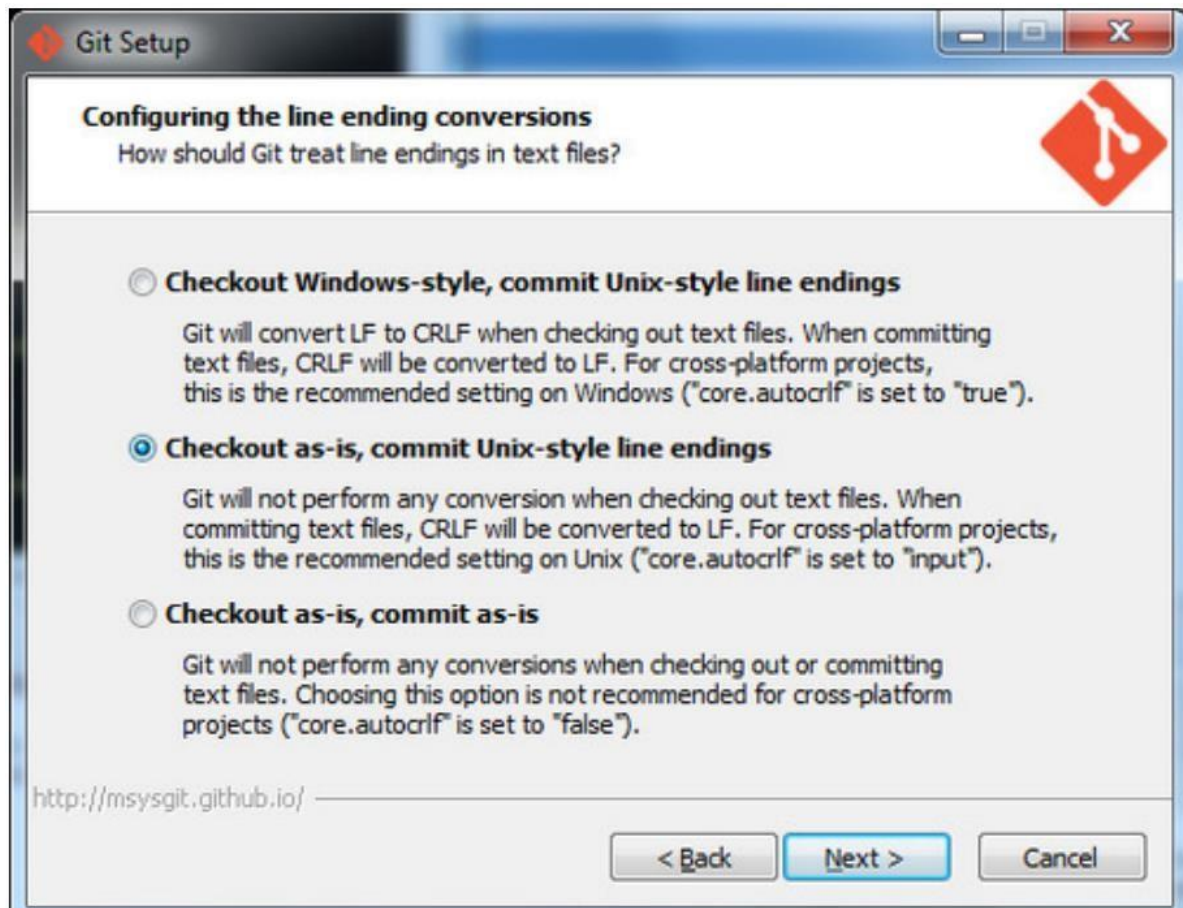 Git Setup
Configuring the line ending conversions
How should Git treat line endings in text files?
Checkout Windows-style, commit Unix-style line endings
Git will convert LF to CRLF when checking out text files. When committing
text files, CRLF will be converted to LF. For cross-platform projects,
this is the recommended setting on Windows ("core.autocrlf" is set to "true").
Checkout as-is, commit Unix-style line endings
Git will not perform any conversion when checking out text files. When
committing text files, CRLF will be converted to LF. For cross-platform projects,
this is the recommended setting on Unix ("core.autocrlf" is set to "input").
Checkout as-is, commit as-is
Git will not perform any conversions when checking out or committing
text files. Choosing this option is not recommended for cross-platform
projects ("core.autocrlf" is set to "false").
http://msysgit.github.io/
< Back Next > Cancel